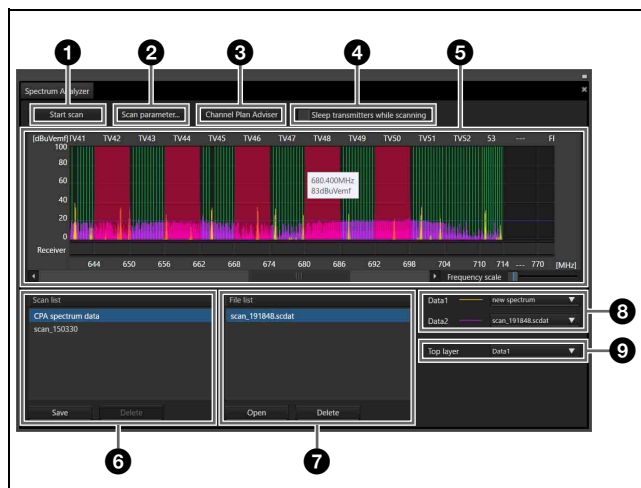 1 2 3 4 5
Spectrum Analyzer
Start scan Scan parameter... Channel Plan Adviser Sleep transmitters while scanning
[dBuVemf] TV41 TV42 TV43 TV44 TV45 TV46 TV47 TV48 TV49 TV50 TV51 TV52 S3 --- FI
100
80
60
40
20
0
680.400MHz
83dBuVemf
Receiver
644 650 656 662 668 674 680 686 692 698 704 710 714 --- 770 [MHz]
Frequency scale
Scan list
CPA spectrum data
scan_150330
Save Delete
File list
scan_191848.scdat
Open Delete
Data1 new spectrum
Data2 scan_191848.scdat
8
Top layer Data1
9
6 7